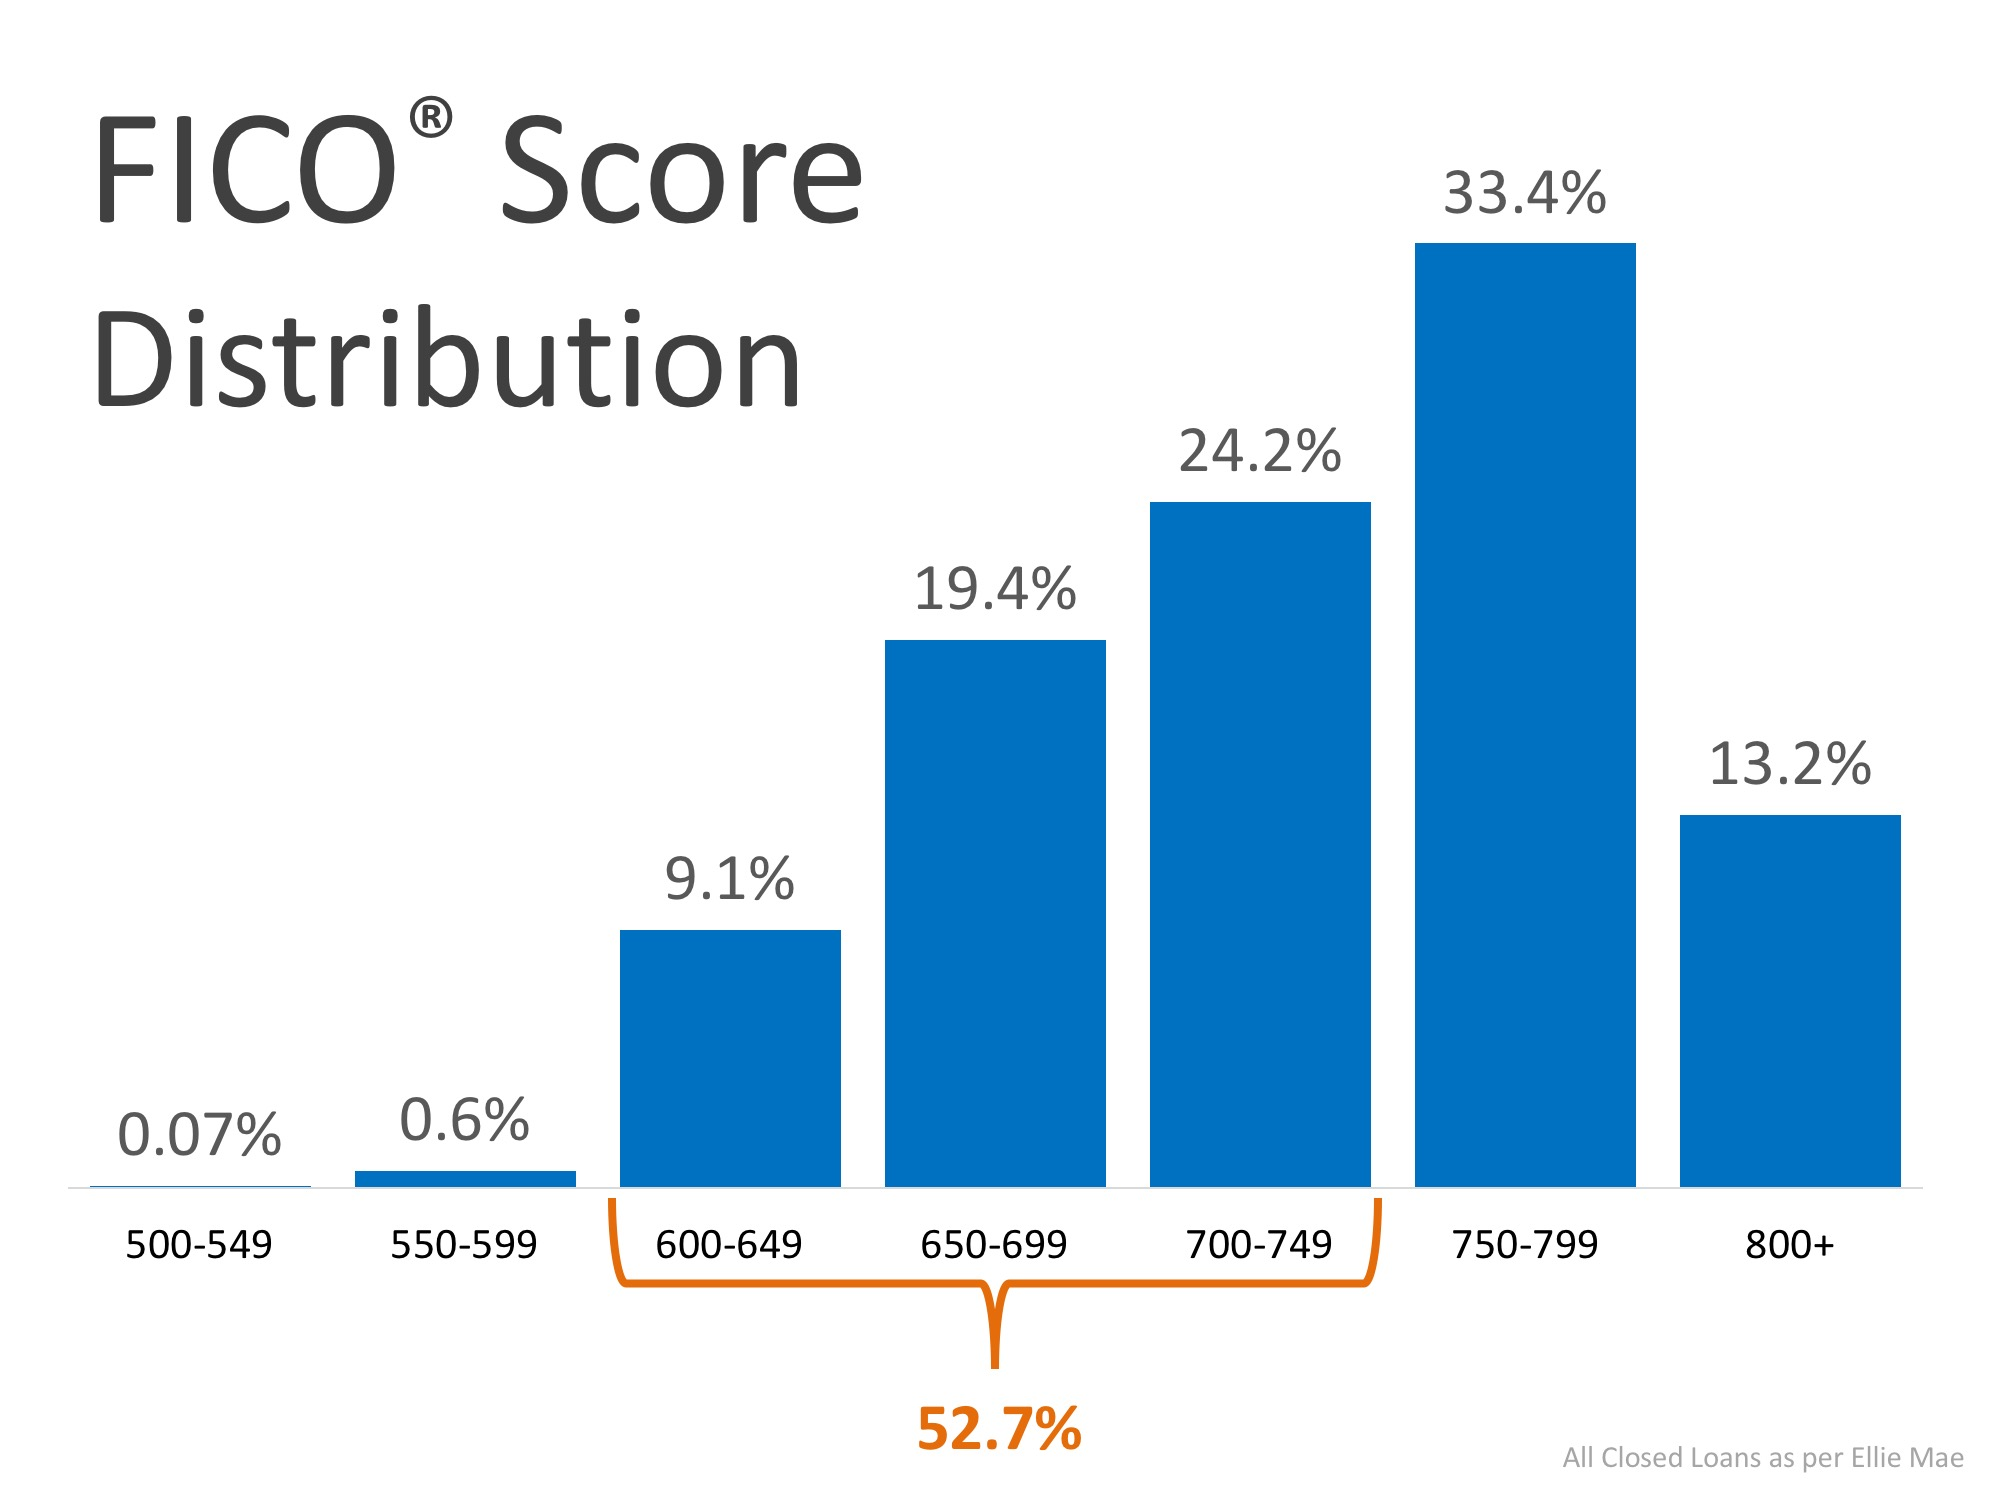 FICO® Score
Distribution
33.4%
24.2%
19.4%
13.2%
9.1%
0.6%
0.07%
500-549 550-599 600-649 650-699 700-749 750-799 800+
52.7%
All Closed Loans as per Ellie Mae